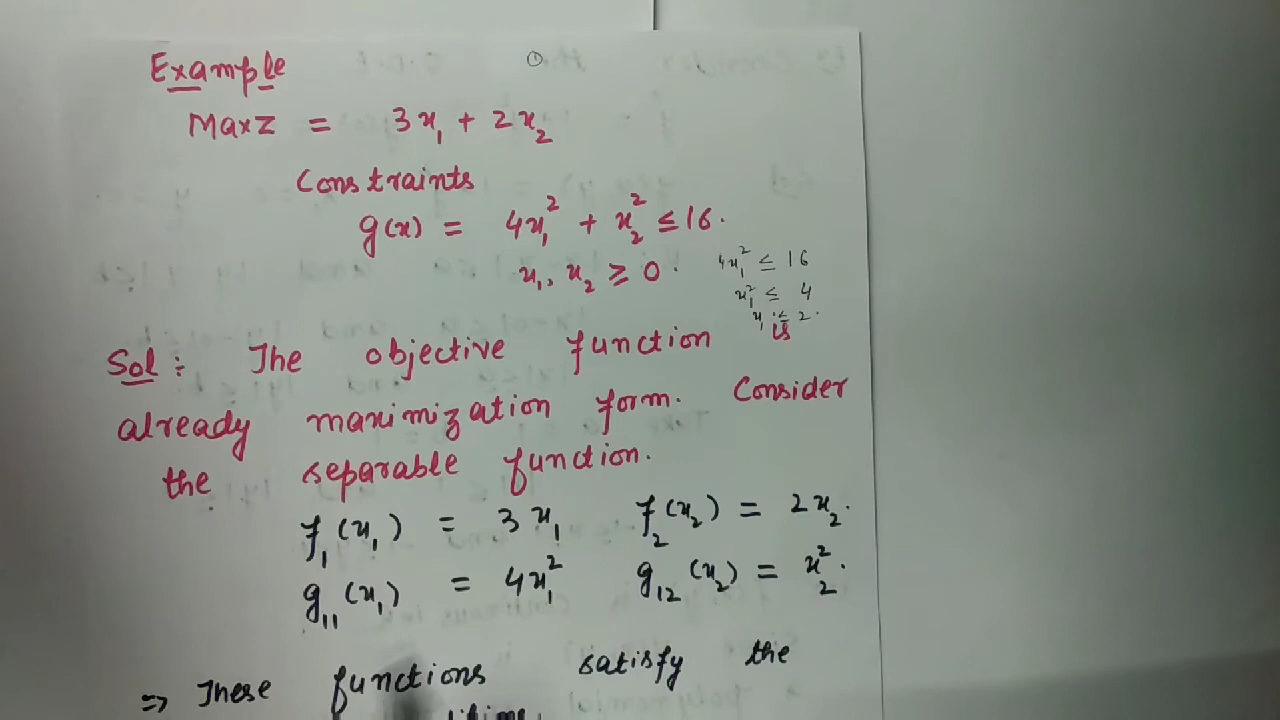 Example ①
Max Z = 3x₁ + 2x₂
Constraints
g(x) = 4x₁² + x₂² ≤ 16.
x₁, x₂ ≥ 0.
4x₁² ≤ 16
x₁² ≤ 4
x₁ ≤ 2.
Sol: The objective function is
already maximization form. Consider
the separable function.
f₁(x₁) = 3x₁ f₂(x₂) = 2x₂.
g₁₁(x₁) = 4x₁² g₁₂(x₂) = x₂².
⇒ These functions satisfy the